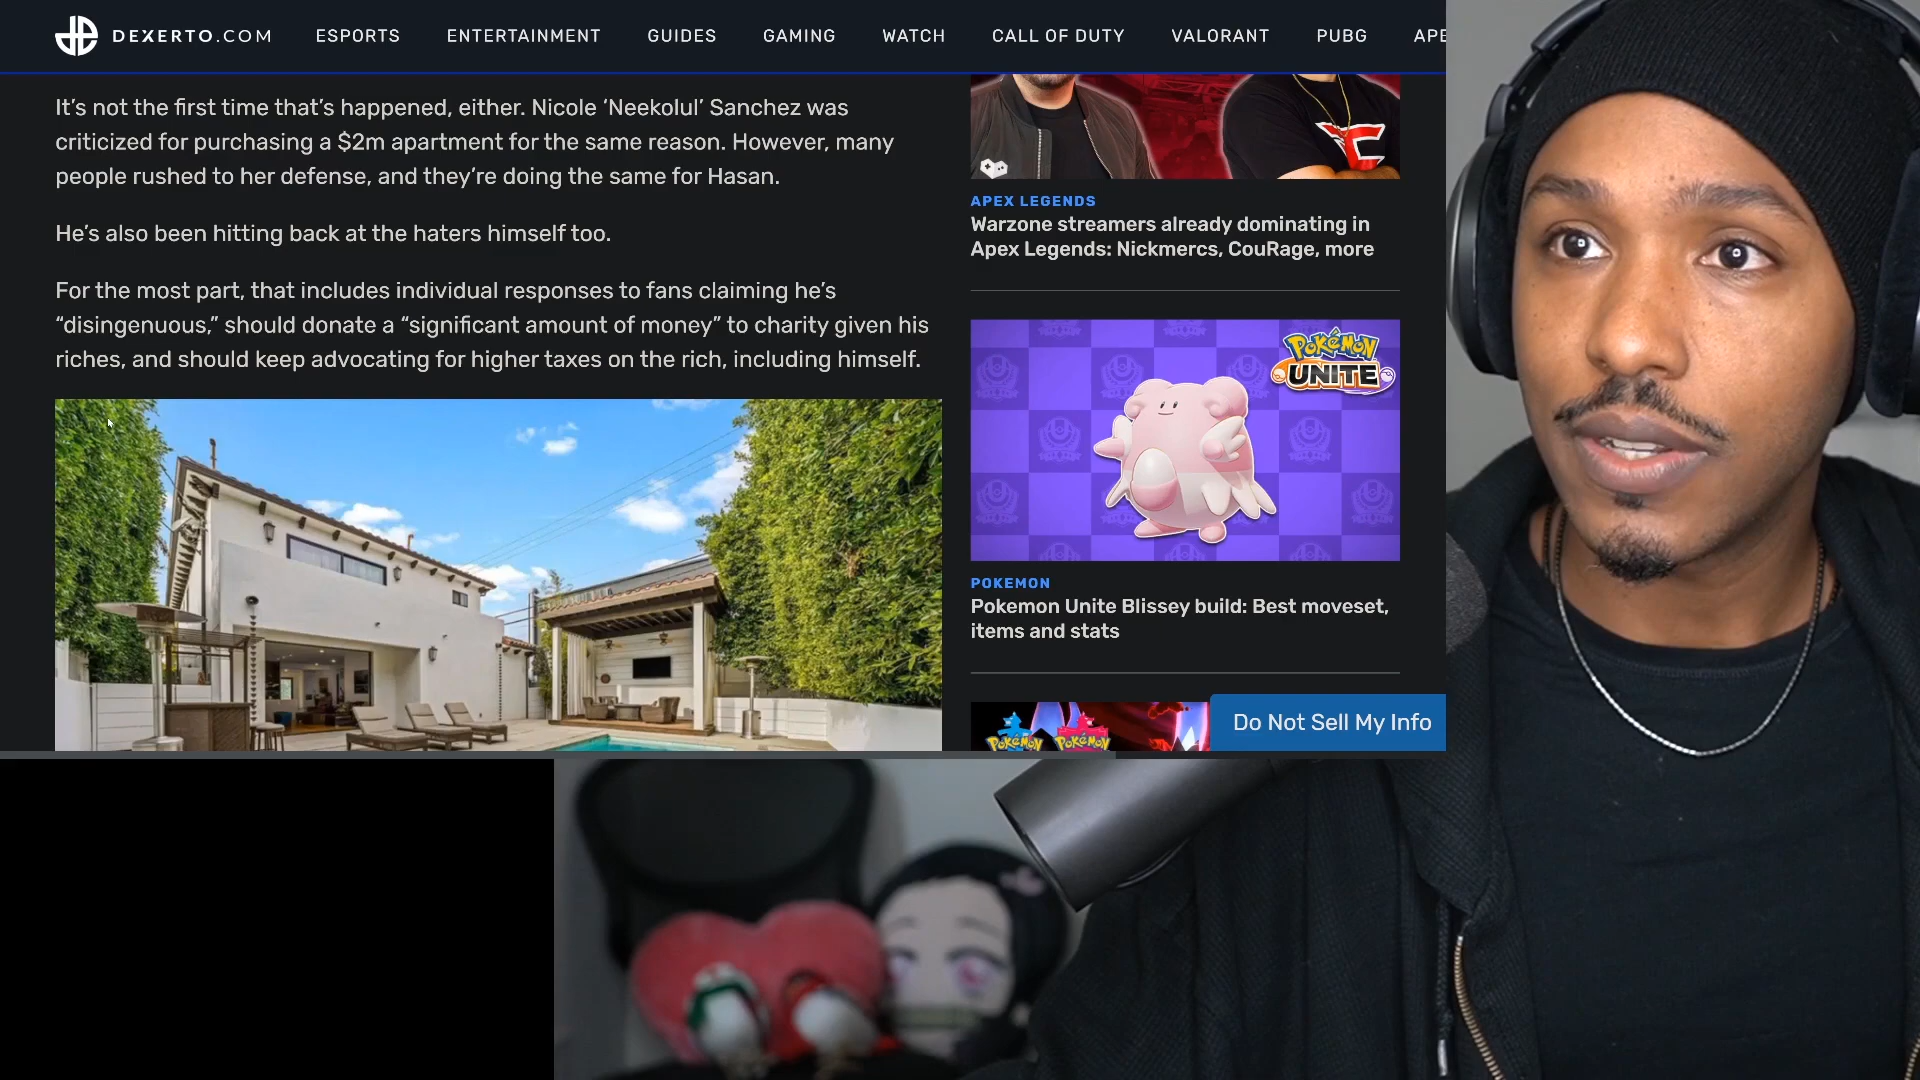 DEXERTO.COM
ESPORTS
ENTERTAINMENT
GUIDES
GAMING
WATCH
CALL OF DUTY
VALORANT
PUBG
APE
It's not the first time that's happened, either. Nicole ‘Neekolul’ Sanchez was
criticized for purchasing a $2m apartment for the same reason. However, many
people rushed to her defense, and they're doing the same for Hasan.
He's also been hitting back at the haters himself too.
For the most part, that includes individual responses to fans claiming he's
“disingenuous,” should donate a “significant amount of money” to charity given his
riches, and should keep advocating for higher taxes on the rich, including himself.
APEX LEGENDS
Warzone streamers already dominating in
Apex Legends: Nickmercs, CouRage, more
POKÉMON
UNITE
POKEMON
Pokemon Unite Blissey build: Best moveset,
items and stats
POKÉMON
POKÉMON
Do Not Sell My Info